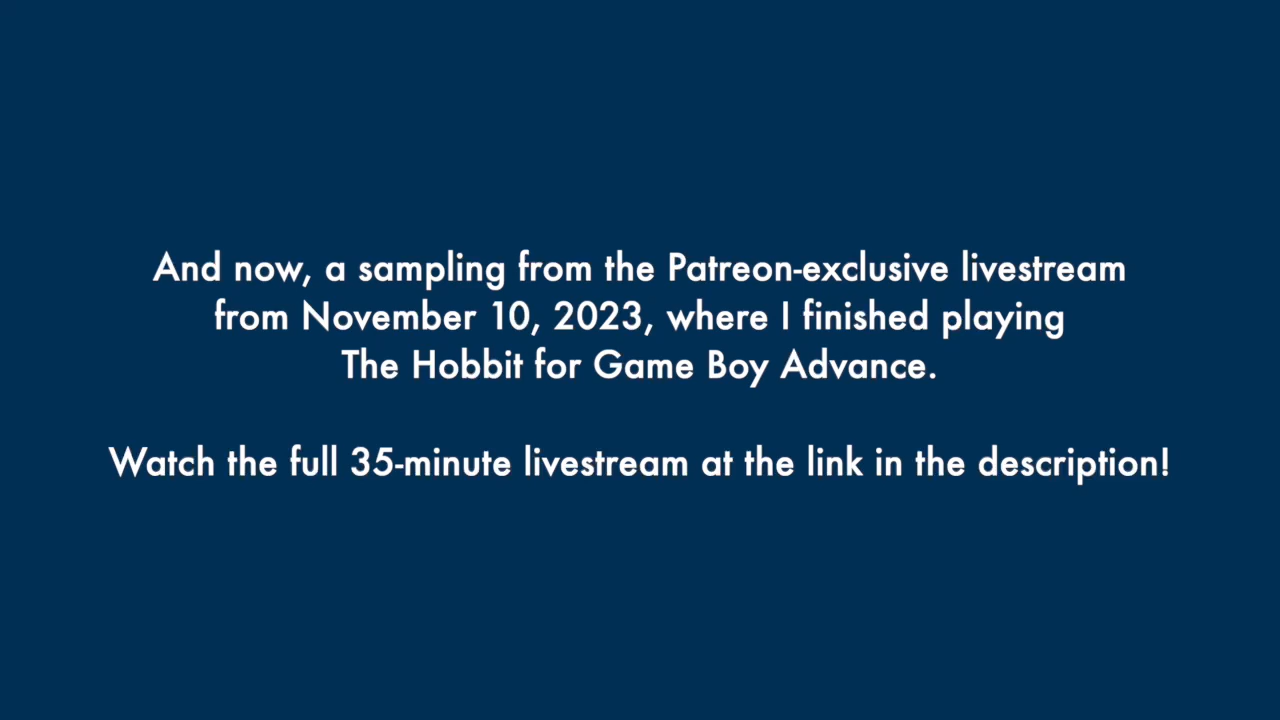 And now, a sampling from the Patreon-exclusive livestream
from November 10, 2023, where I finished playing
The Hobbit for Game Boy Advance.
Watch the full 35-minute livestream at the link in the description!